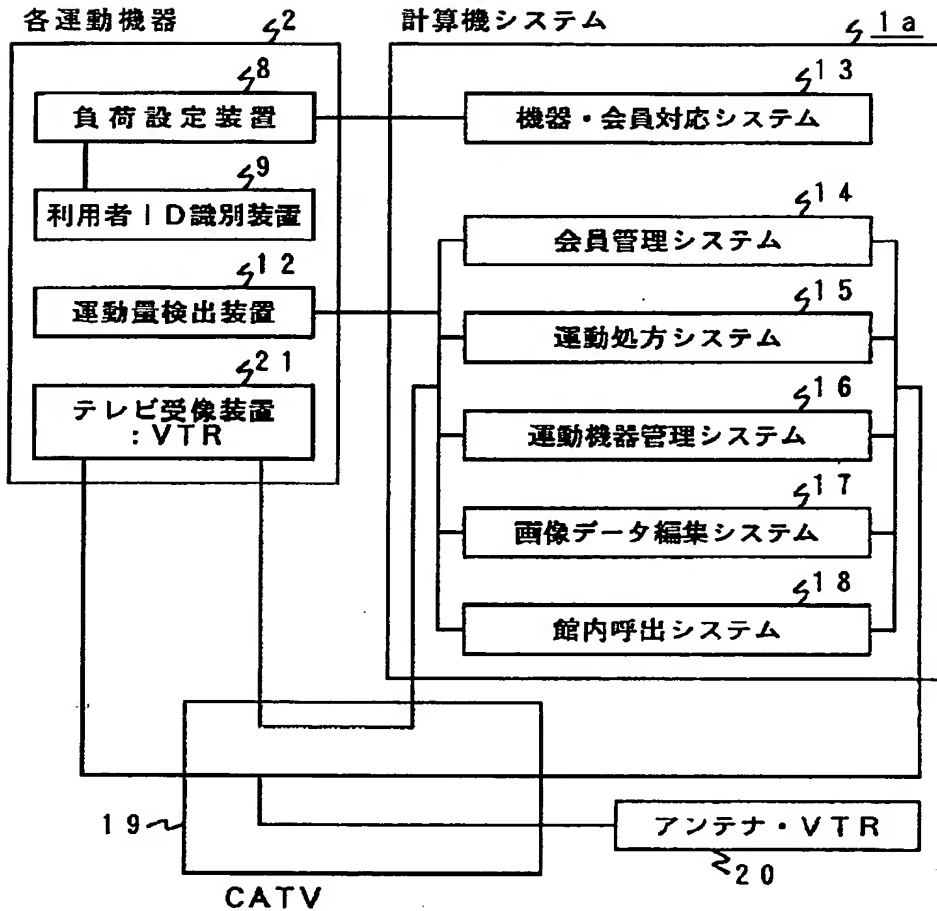 各運動機器
2
計算機システム
1a
8
負荷設定装置
13
機器・会員対応システム
9
利用者ID識別装置
14
会員管理システム
12
運動量検出装置
15
運動処方システム
21
テレビ受像装置
:VTR
16
運動機器管理システム
17
画像データ編集システム
18
館内呼出システム
19
アンテナ・VTR
20
CATV